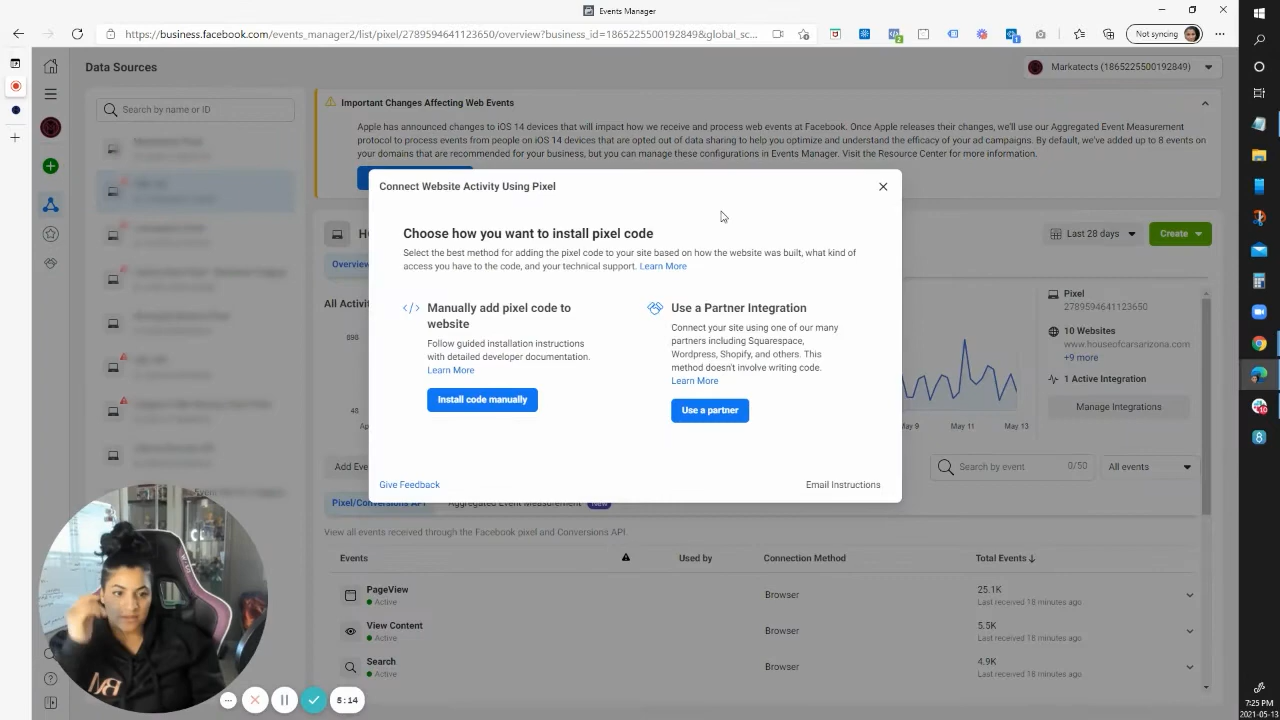 Events Manager
https://business.facebook.com/events_manager2/list/pixel/2789594641123650/overview?business_id=1865225500192849&global_sc...
Not syncing
Data Sources
Markatects (1865225500192849)
Search by name or ID
Important Changes Affecting Web Events
Apple has announced changes to iOS 14 devices that will impact how we receive and process web events at Facebook. Once Apple releases their changes, we'll use our Aggregated Event Measurement
protocol to process events from people on iOS 14 devices that are opted out of data sharing to help you optimize and understand the efficacy of your ad campaigns. By default, we've added up to 8 events on
your domains that are recommended for your business, but you can manage these configurations in Events Manager. Visit the Resource Center for more information.
Connect Website Activity Using Pixel
Choose how you want to install pixel code
Select the best method for adding the pixel code to your site based on how the website was built, what kind of
access you have to the code, and your technical support. Learn More
</> Manually add pixel code to
website
Follow guided installation instructions
with detailed developer documentation.
Learn More
Install code manually
Use a Partner Integration
Connect your site using one of our many
partners including Squarespace,
Wordpress, Shopify, and others. This
method doesn't involve writing code.
Learn More
Use a partner
Give Feedback
Email Instructions
Last 28 days
Create
Overview
All Activi
898
48
Ap
May 9
May 11
May 13
Pixel
2789594641123650
10 Websites
www.houseofcarsarizona.com
+9 more
1 Active Integration
Manage Integrations
Add Eve
Search by event
0/50
All events
Pixel/Conversions API
Aggregated Event Measurement
New
View all events received through the Facebook pixel and Conversions API.
Events
Used by
Connection Method
Total Events
PageView
Active
Browser
25.1K
Last received 18 minutes ago
View Content
Active
Browser
5.5K
Last received 18 minutes ago
Search
Active
Browser
4.9K
Last received 18 minutes ago
5:14
7:25 PM
2021-05-13